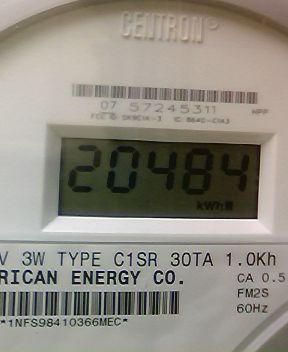 CENTRON®
07 57245311
20484
kWh
V 3W TYPE C1SR 30TA 1.0Kh
RICAN ENERGY CO. CA 0.5
FM2S
*1NFS98410366MEC* 60Hz